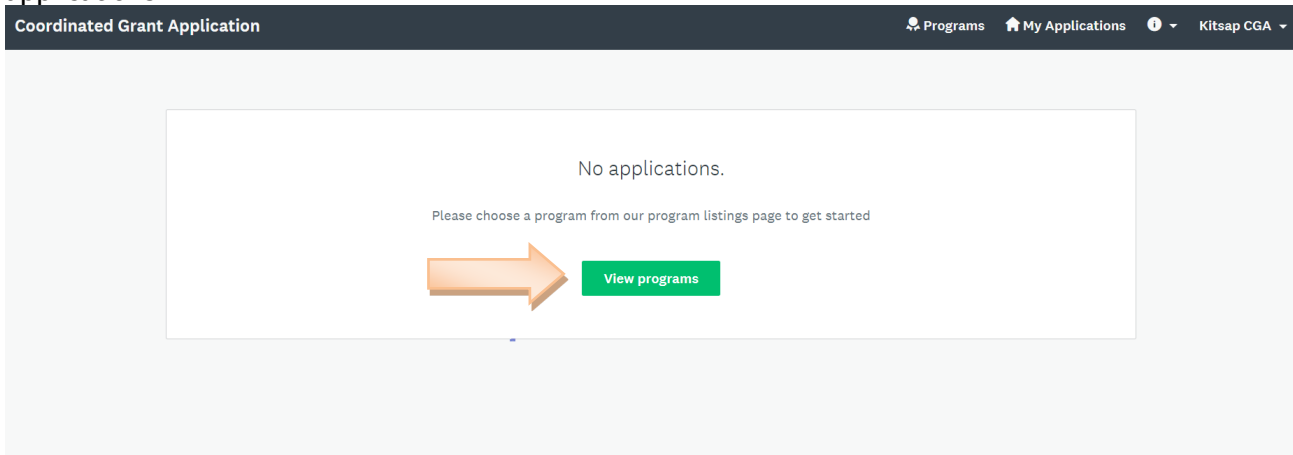 Coordinated Grant Application Programs My Applications Kitsap CGA
No applications.
Please choose a program from our program listings page to get started
View programs